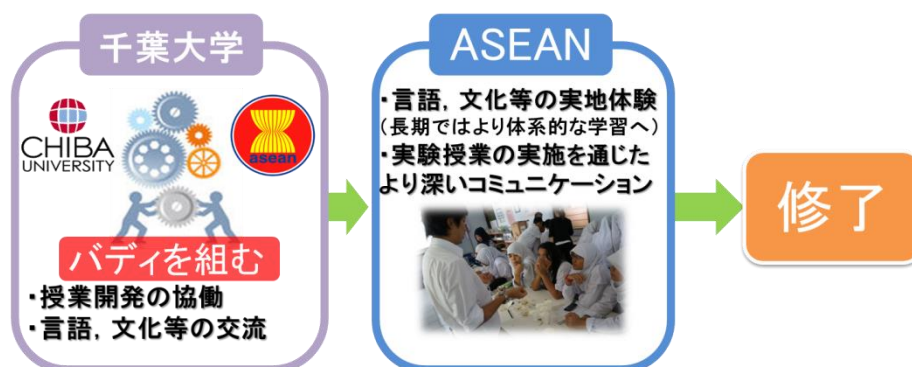 千葉大学
CHIBA
UNIVERSITY
asean
バディを組む
・授業開発の協働
・言語，文化等の交流
ASEAN
・言語，文化等の実地体験
（長期ではより体系的な学習へ）
・実験授業の実施を通じた
より深いコミュニケーション
修了